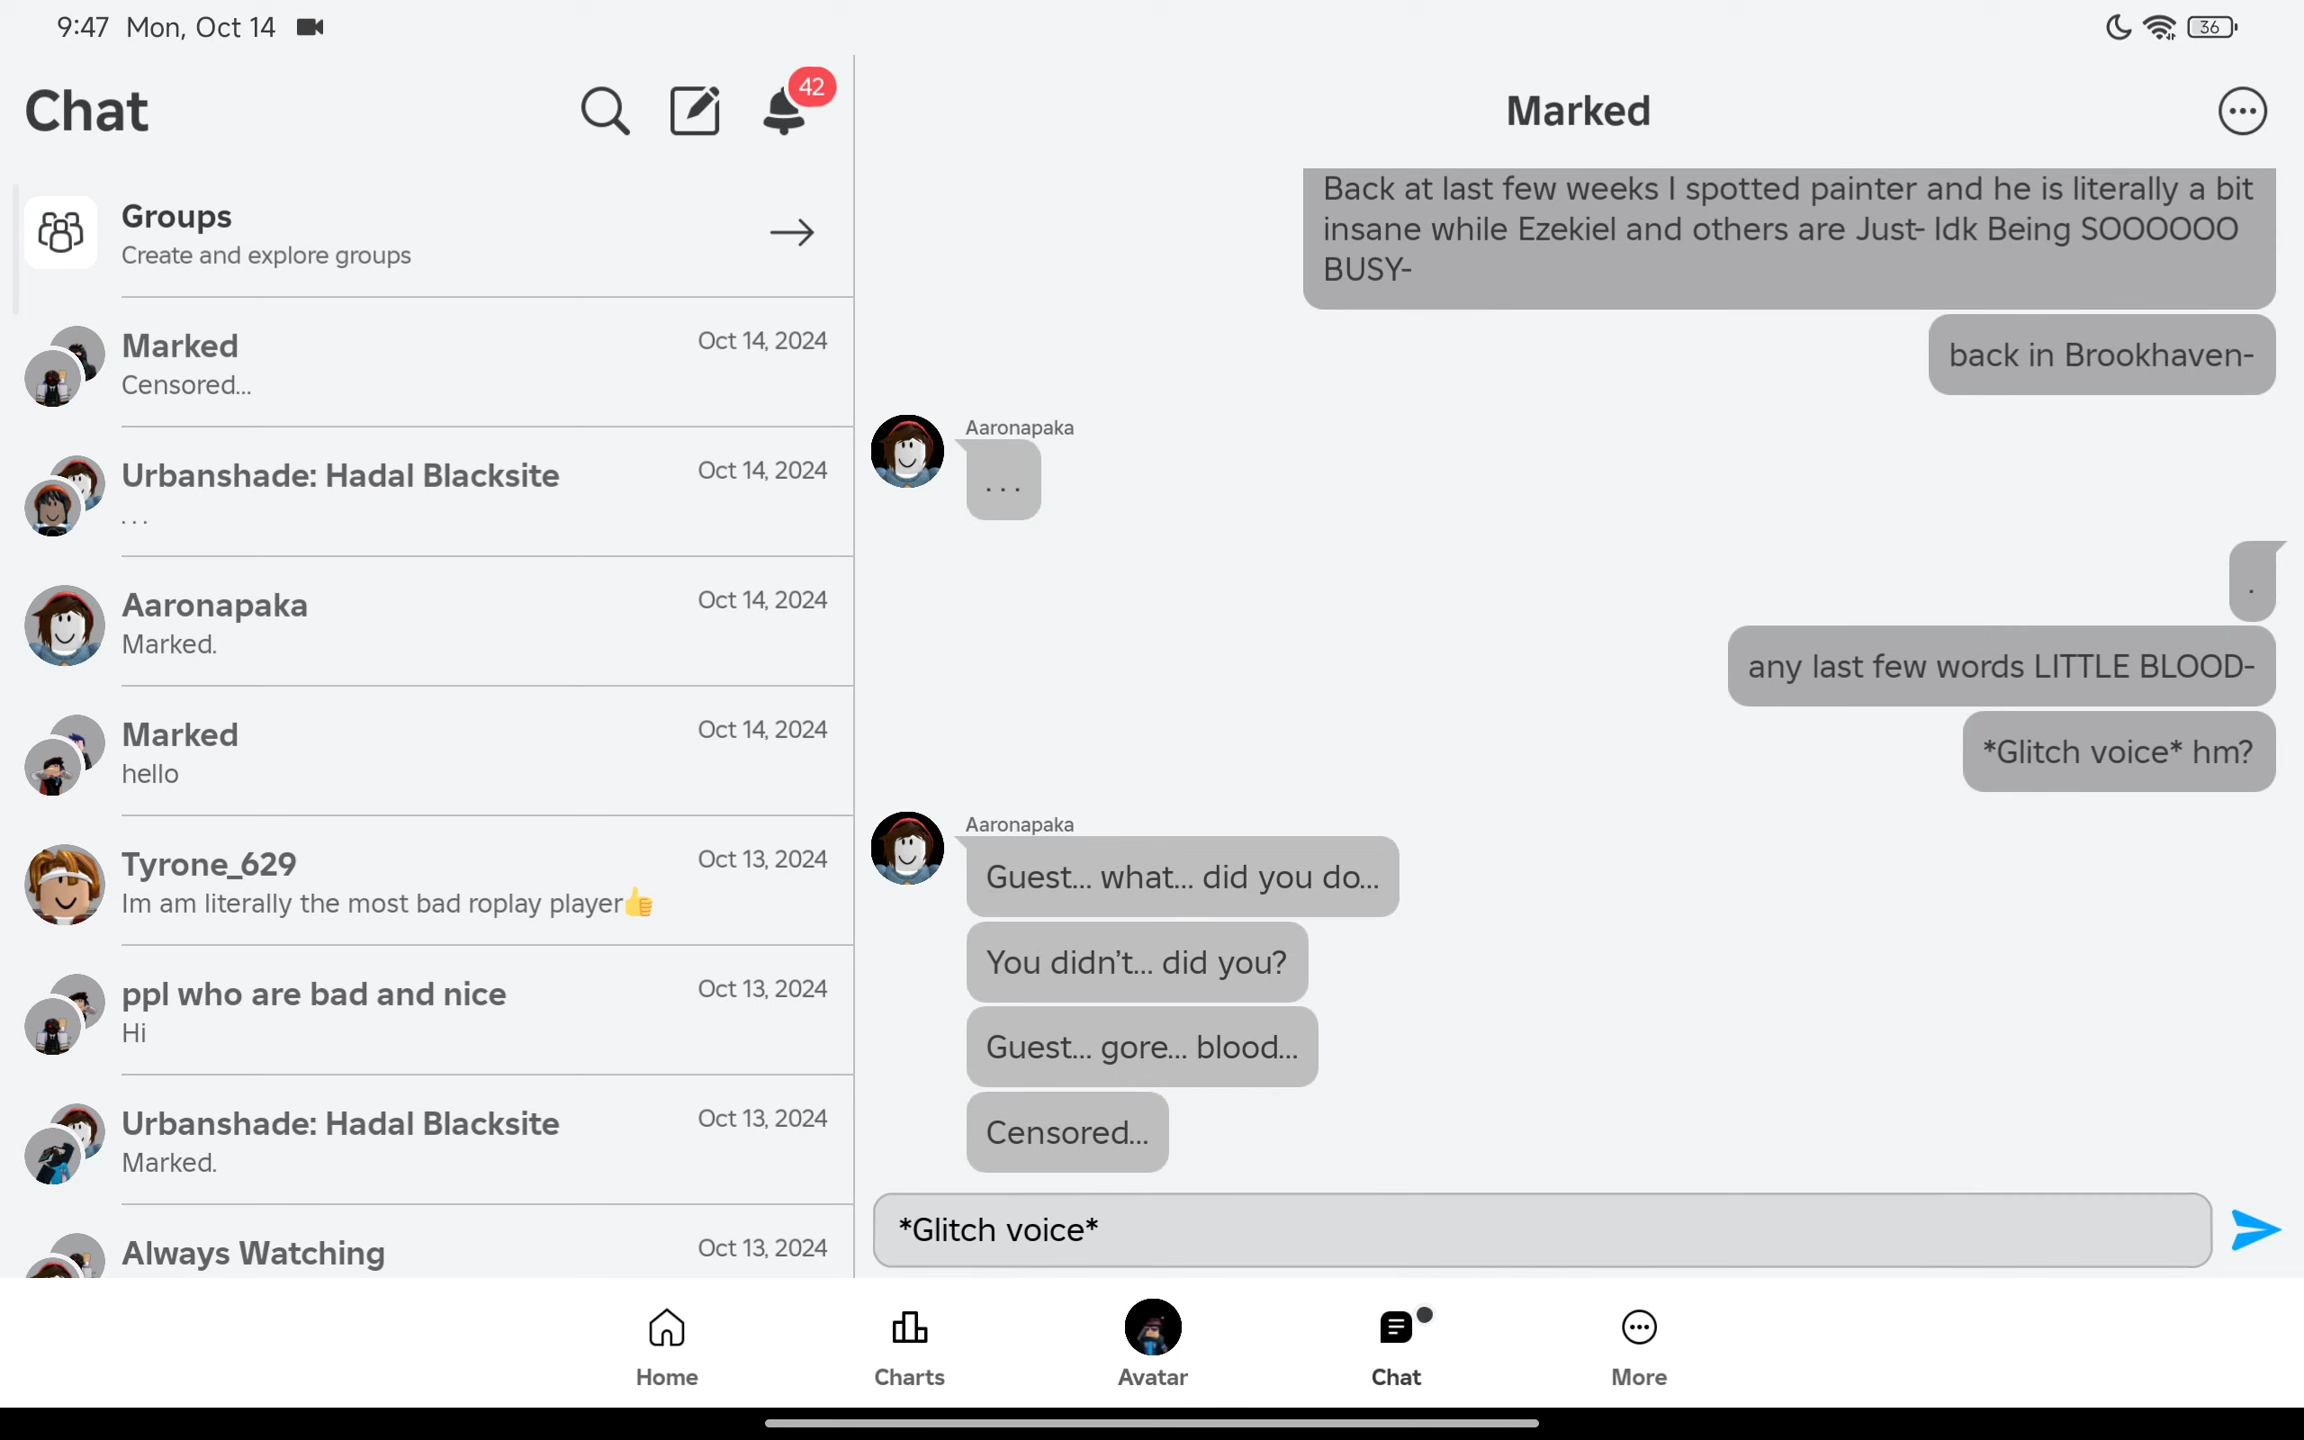 9:47 Mon, Oct 14
36
Chat
42
Groups
Create and explore groups
Marked
Oct 14, 2024
Censored...
Urbanshade: Hadal Blacksite
Oct 14, 2024
. . .
Aaronapaka
Oct 14, 2024
Marked.
Marked
Oct 14, 2024
hello
Tyrone_629
Oct 13, 2024
Im am literally the most bad roplay player👍
ppl who are bad and nice
Oct 13, 2024
Hi
Urbanshade: Hadal Blacksite
Oct 13, 2024
Marked.
Always Watching
Oct 13, 2024
Marked
Back at last few weeks I spotted painter and he is literally a bit
insane while Ezekiel and others are Just- Idk Being SOOOOOO
BUSY-
back in Brookhaven-
Aaronapaka
. . .
.
any last few words LITTLE BLOOD-
*Glitch voice* hm?
Aaronapaka
Guest... what... did you do...
You didn’t... did you?
Guest... gore... blood...
Censored...
*Glitch voice*
Home
Charts
Avatar
Chat
More